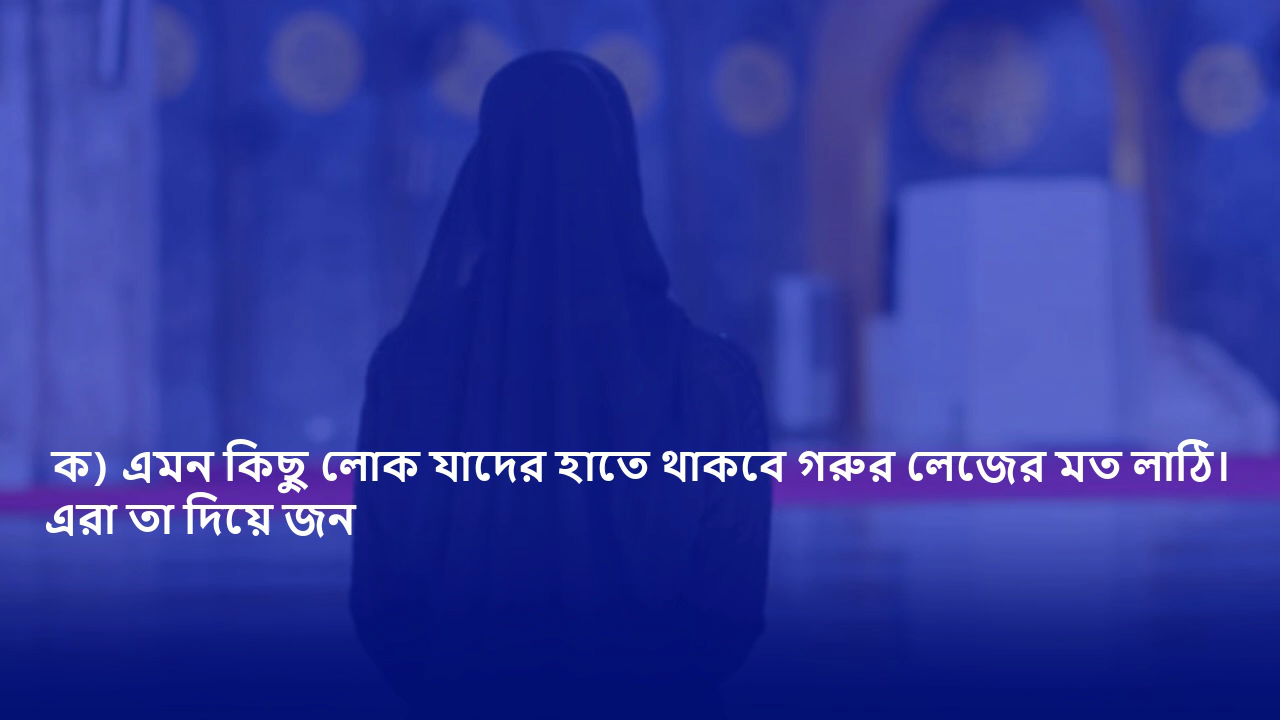 ক) এমন কিছু লোক যাদের হাতে থাকবে গরুর লেজের মত লাঠি।
এরা তা দিয়ে জন